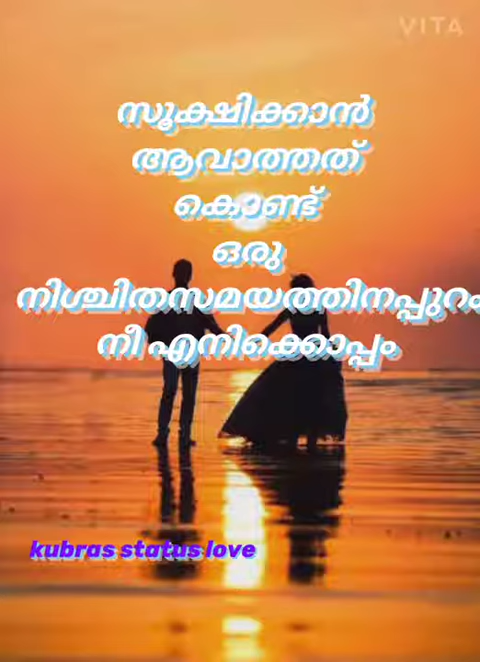 VITA
സൂക്ഷിക്കാൻ
ആവാത്തത്
കൊണ്ട്
ഒരു
നിശ്ചിതസമയത്തിനപ്പുറം
നീ എനിക്കൊപ്പം
kubras status love